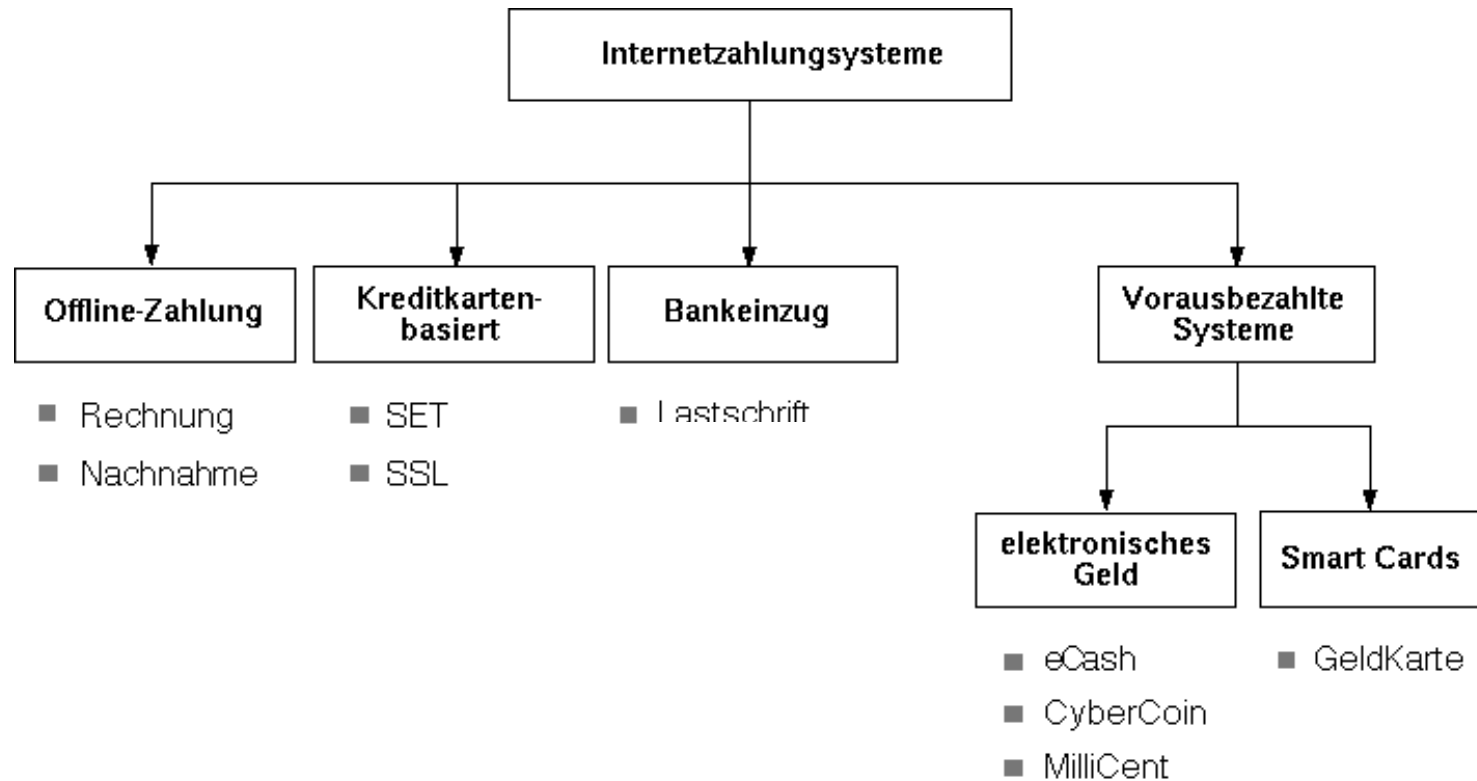 Internetzahlungsysteme
Offline-Zahlung
Kreditkarten-
basiert
Bankeinzug
Vorausbezahlte
Systeme
Rechnung
Nachnahme
SET
SSL
Lastschrift
elektronisches
Geld
Smart Cards
eCash
CyberCoin
MilliCent
GeldKarte